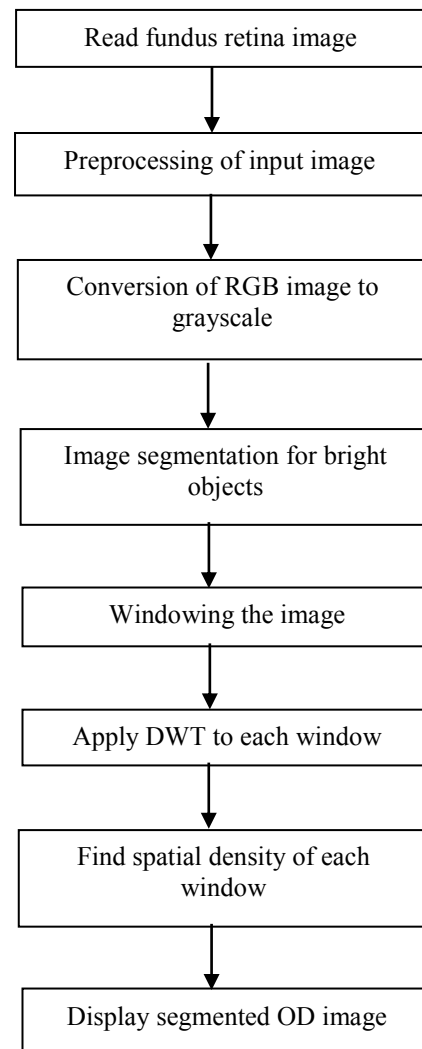 Read fundus retina image
Preprocessing of input image
Conversion of RGB image to
grayscale
Image segmentation for bright
objects
Windowing the image
Apply DWT to each window
Find spatial density of each
window
Display segmented OD image